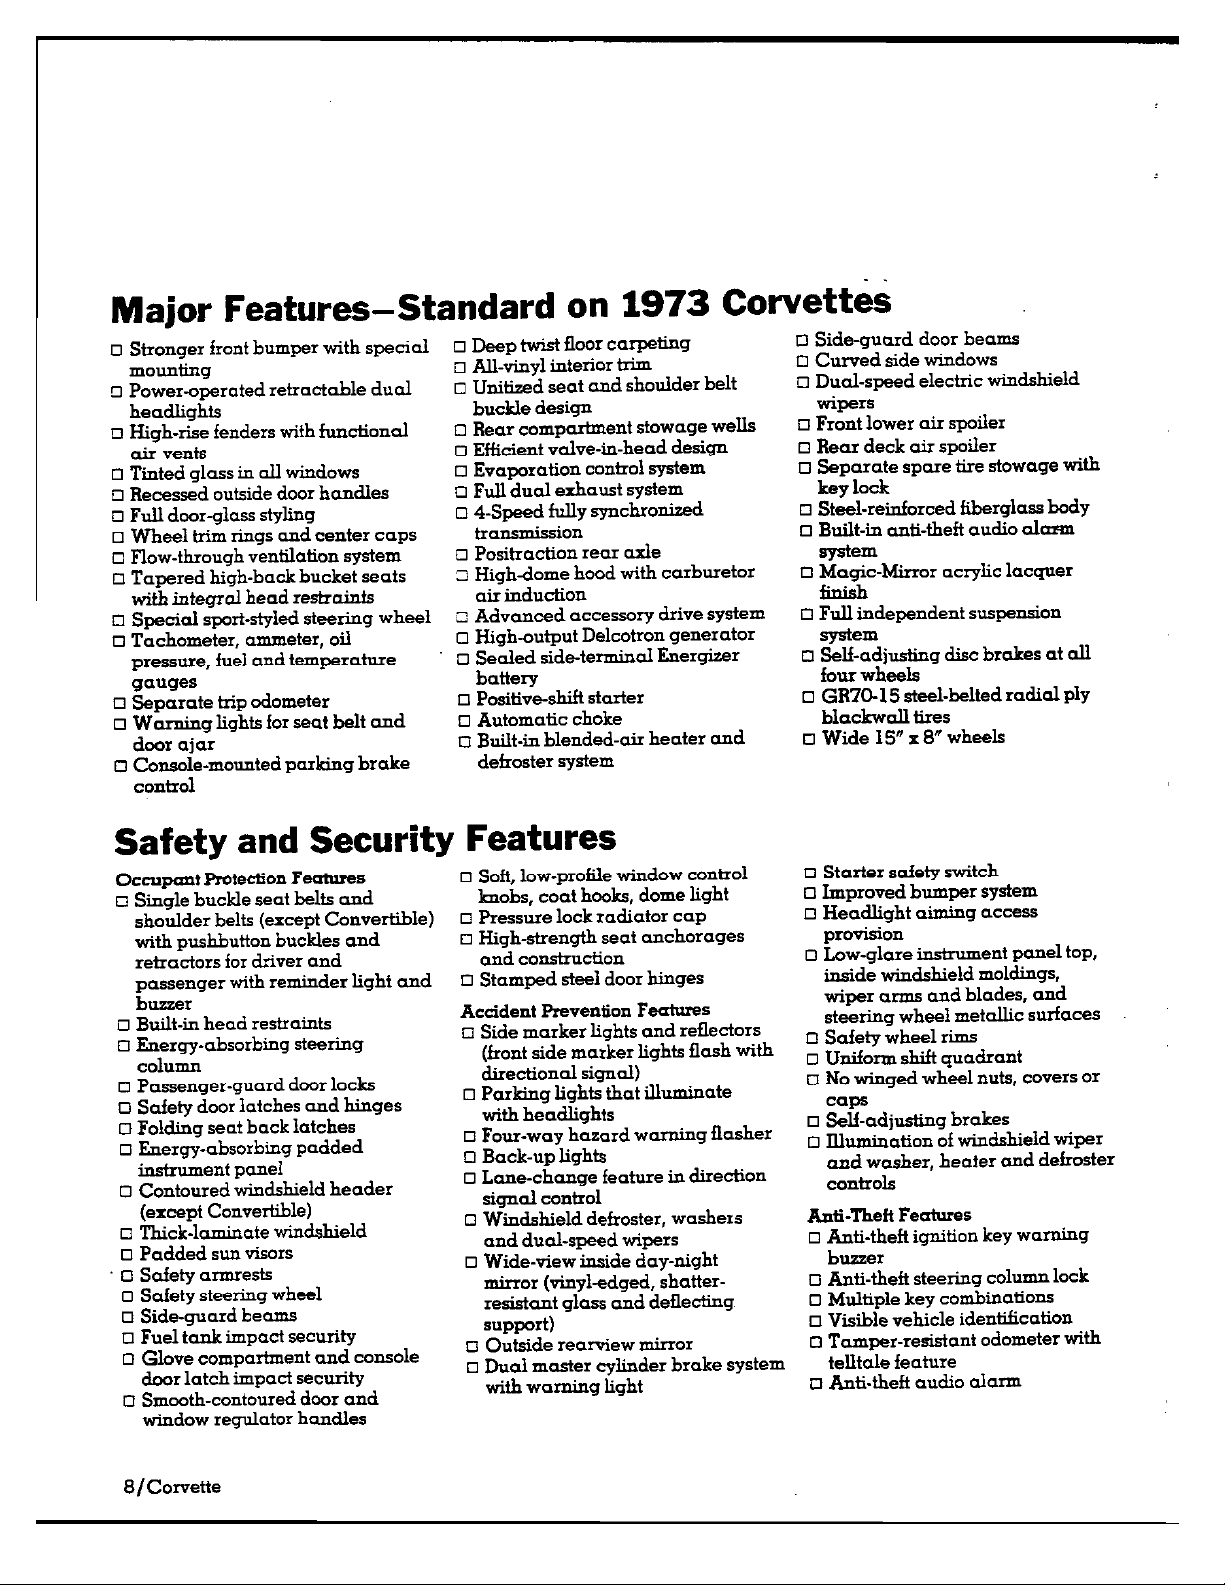 Major Features–Standard on 1973 Corvettes
□ Stronger front bumper with special
mounting
□ Power-operated retractable dual
headlights
□ High-rise fenders with functional
air vents
□ Tinted glass in all windows
□ Recessed outside door handles
□ Full door-glass styling
□ Wheel trim rings and center caps
□ Flow-through ventilation system
□ Tapered high-back bucket seats
with integral head restraints
□ Special sport-styled steering wheel
□ Tachometer, ammeter, oil
pressure, fuel and temperature
gauges
□ Separate trip odometer
□ Warning lights for seat belt and
door ajar
□ Console-mounted parking brake
control
□ Deep twist floor carpeting
□ All-vinyl interior trim
□ Unitized seat and shoulder belt
buckle design
□ Rear compartment stowage wells
□ Efficient valve-in-head design
□ Evaporation control system
□ Full dual exhaust system
□ 4-Speed fully synchronized
transmission
□ Positraction rear axle
□ High-dome hood with carburetor
air induction
□ Advanced accessory drive system
□ High-output Delcotron generator
□ Sealed side-terminal Energizer
battery
□ Positive-shift starter
□ Automatic choke
□ Built-in blended-air heater and
defroster system
□ Side-guard door beams
□ Curved side windows
□ Dual-speed electric windshield
wipers
□ Front lower air spoiler
□ Rear deck air spoiler
□ Separate spare tire stowage with
key lock
□ Steel-reinforced fiberglass body
□ Built-in anti-theft audio alarm
system
□ Magic-Mirror acrylic lacquer
finish
□ Full independent suspension
system
□ Self-adjusting disc brakes at all
four wheels
□ GR70-15 steel-belted radial ply
blackwall tires
□ Wide 15" x 8" wheels
Safety and Security Features
Occupant Protection Features
□ Single buckle seat belts and
shoulder belts (except Convertible)
with pushbutton buckles and
retractors for driver and
passenger with reminder light and
buzzer
□ Built-in head restraints
□ Energy-absorbing steering
column
□ Passenger-guard door locks
□ Safety door latches and hinges
□ Folding seat back latches
□ Energy-absorbing padded
instrument panel
□ Contoured windshield header
(except Convertible)
□ Thick-laminate windshield
□ Padded sun visors
□ Safety armrests
□ Safety steering wheel
□ Side-guard beams
□ Fuel tank impact security
□ Glove compartment and console
door latch impact security
□ Smooth-contoured door and
window regulator handles
□ Soft, low-profile window control
knobs, coat hooks, dome light
□ Pressure lock radiator cap
□ High-strength seat anchorages
and construction
□ Stamped steel door hinges
Accident Prevention Features
□ Side marker lights and reflectors
(front side marker lights flash with
directional signal)
□ Parking lights that illuminate
with headlights
□ Four-way hazard warning flasher
□ Back-up lights
□ Lane-change feature in direction
signal control
□ Windshield defroster, washers
and dual-speed wipers
□ Wide-view inside day-night
mirror (vinyl-edged, shatter-
resistant glass and deflecting
support)
□ Outside rearview mirror
□ Dual master cylinder brake system
with warning light
□ Starter safety switch
□ Improved bumper system
□ Headlight aiming access
provision
□ Low-glare instrument panel top,
inside windshield moldings,
wiper arms and blades, and
steering wheel metallic surfaces
□ Safety wheel rims
□ Uniform shift quadrant
□ No winged wheel nuts, covers or
caps
□ Self-adjusting brakes
□ Illumination of windshield wiper
and washer, heater and defroster
controls
Anti-Theft Features
□ Anti-theft ignition key warning
buzzer
□ Anti-theft steering column lock
□ Multiple key combinations
□ Visible vehicle identification
□ Tamper-resistant odometer with
telltale feature
□ Anti-theft audio alarm
8/Corvette